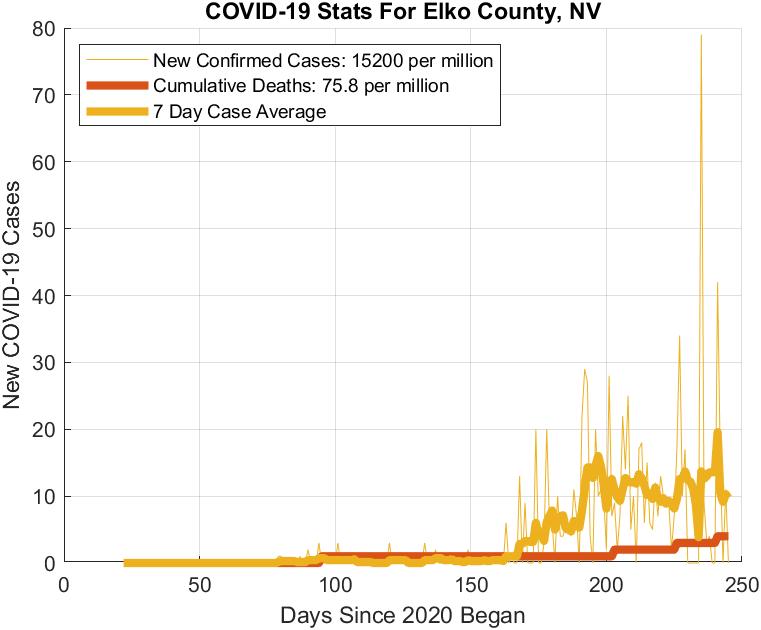 COVID-19 Stats For Elko County, NV
New Confirmed Cases: 15200 per million
Cumulative Deaths: 75.8 per million
7 Day Case Average
New COVID-19 Cases
80
70
60
50
40
30
20
10
0
0 50 100 150 200 250
Days Since 2020 Began